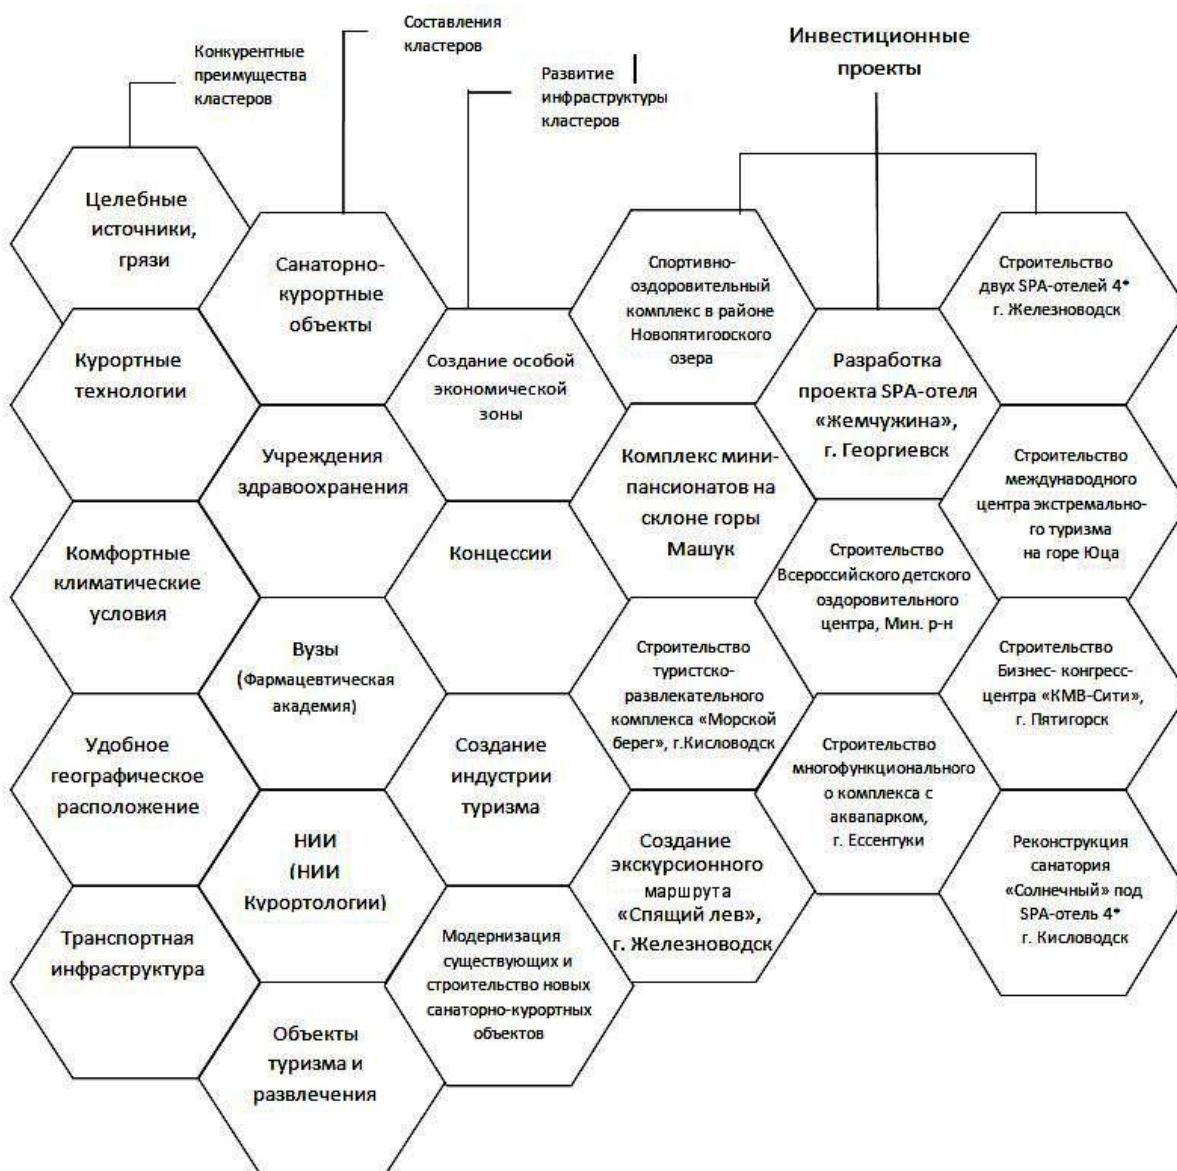 Конкурентные
преимущества
кластеров
Составления
кластеров
Развитие
инфраструктуры
кластеров
Инвестиционные
проекты
Целебные
источники,
грязи
Курортные
технологии
Комфортные
климатические
условия
Удобное
географическое
расположение
Транспортная
инфраструктура
Санаторно-
курортные
объекты
Учреждения
здравоохранения
Вузы
(Фармацевтическая
академия)
НИИ
(НИИ
Курортологии)
Объекты
туризма и
развлечения
Создание особой
экономической
зоны
Концессии
Создание
индустрии
туризма
Модернизация
существующих и
строительство новых
санаторно-курортных
объектов
Спортивно-
оздоровительный
комплекс в районе
Новопятигорского
озера
Комплекс мини-
пансионатов на
склоне горы
Машук
Строительство
туристско-
развлекательного
комплекса «Морской
берег», г.Кисловодск
Создание
экскурсионного
маршрута
«Спящий лев»,
г. Железноводск
Разработка
проекта SPA-отеля
«Жемчужина»,
г. Георгиевск
Строительство
Всероссийского детского
оздоровительного
центра, Мин. р-н
Строительство
многофункционального
о комплекса с
аквапарком,
г. Ессентуки
Строительство
двух SPA-отелей 4*
г. Железноводск
Строительство
международного
центра экстремально-
го туризма
на горе Юца
Строительство
Бизнес- конгресс-
центра «КМВ-Сити»,
г. Пятигорск
Реконструкция
санатория
«Солнечный» под
SPA-отель 4*
г. Кисловодск